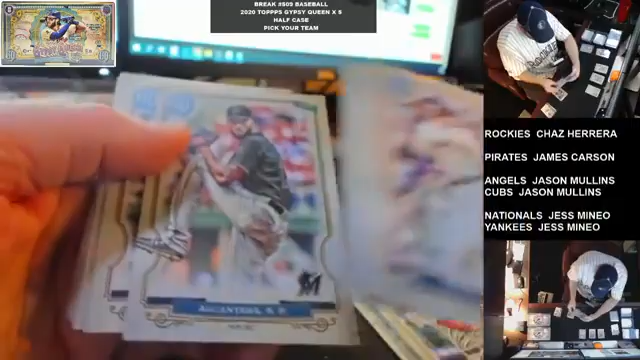 BREAK #509 BASEBALL
2020 TOPPPS GYPSY QUEEN X 5
HALF CASE
PICK YOUR TEAM
ROCKIES CHAZ HERRERA
PIRATES JAMES CARSON
ANGELS JASON MULLINS
CUBS JASON MULLINS
NATIONALS JESS MINEO
YANKEES JESS MINEO